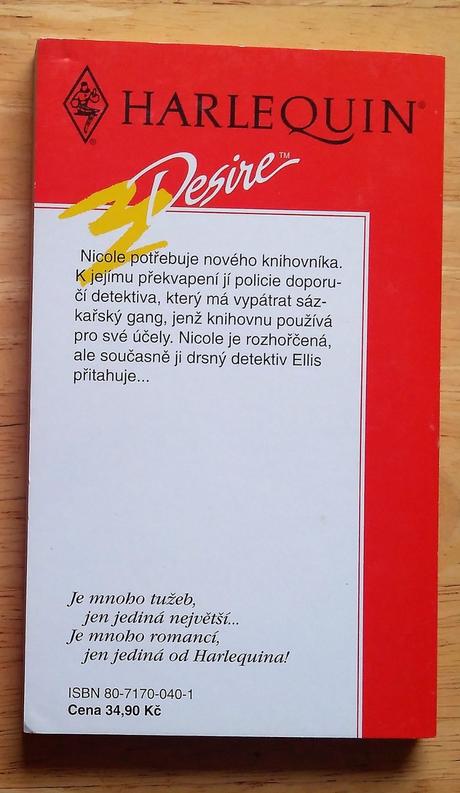 HARLEQUIN®
Desire™
Nicole potřebuje nového knihovníka.
K jejímu překvapení jí policie doporu-
čí detektiva, který má vypátrat sáz-
kařský gang, jenž knihovnu používá
pro své účely. Nicole je rozhořčená,
ale současně ji drsný detektiv Ellis
přitahuje...
Je mnoho tužeb,
jen jediná největší...
Je mnoho romancí,
jen jediná od Harlequina!
ISBN 80-7170-040-1
Cena 34,90 Kč